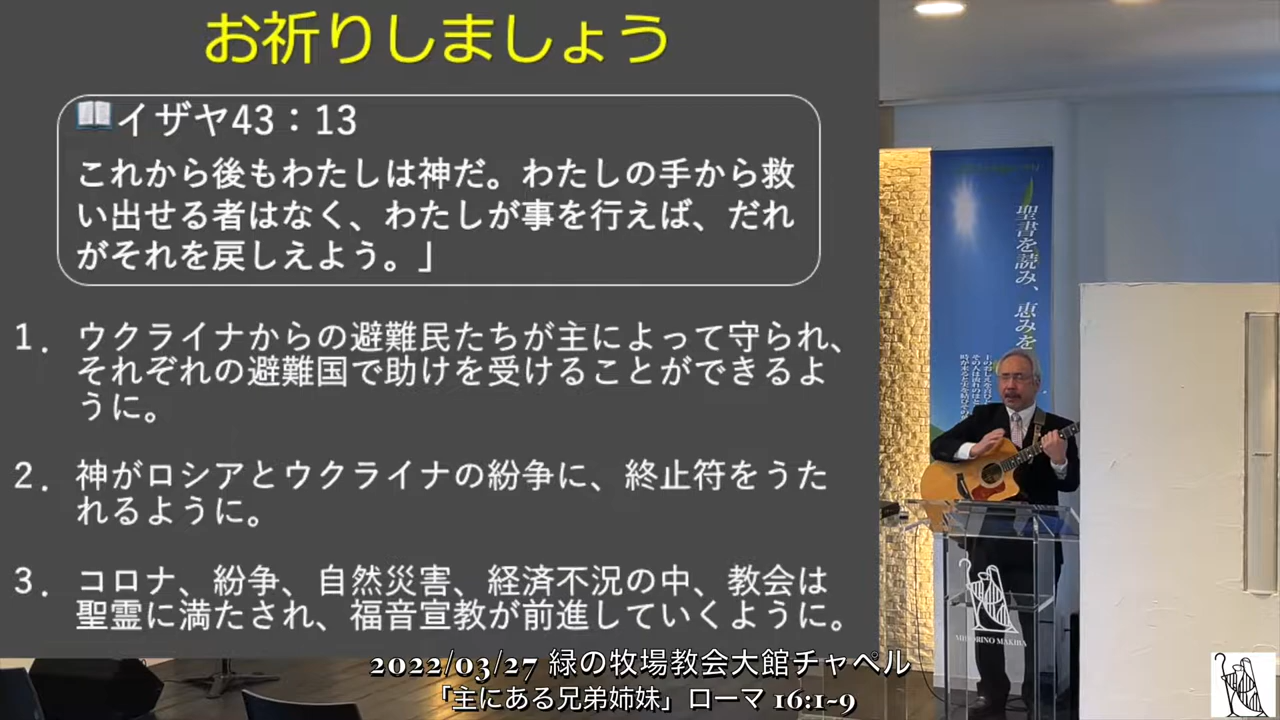 お祈りしましょう
イザヤ43：13
これから後もわたしは神だ。わたしの手から救
い出せる者はなく、わたしが事を行えば、だれ
がそれを戻しえよう。」
1．ウクライナからの避難民たちが主によって守られ、
それぞれの避難国で助けを受けることができるよ
うに。
2．神がロシアとウクライナの紛争に、終止符をうた
れるように。
3．コロナ、紛争、自然災害、経済不況の中、教会は
聖霊に満たされ、福音宣教が前進していくように。
聖書を読み、恵みを
MIDORINO MAKIBA
2022/03/27 緑の牧場教会大館チャペル
「主にある兄弟姉妹」ローマ 16:1-9